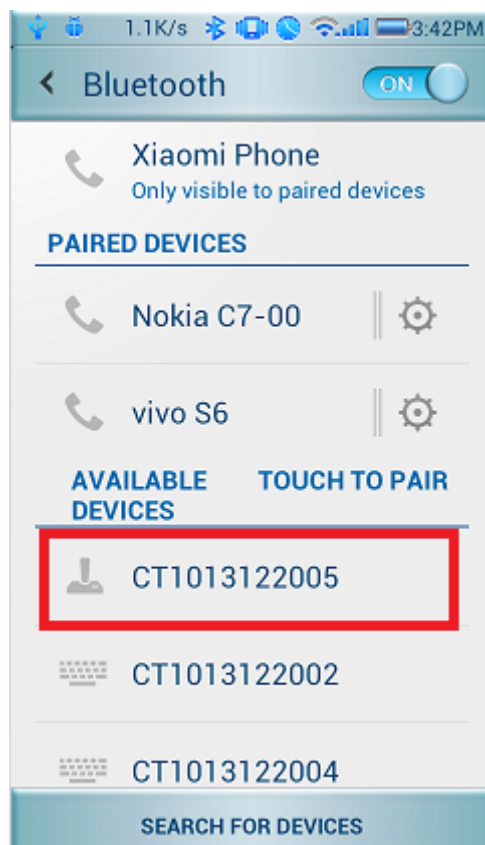 1.1K/s 3:42PM
Bluetooth ON
Xiaomi Phone
Only visible to paired devices
PAIRED DEVICES
Nokia C7-00
vivo S6
AVAILABLE TOUCH TO PAIR
DEVICES
CT1013122005
CT1013122002
CT1013122004
SEARCH FOR DEVICES